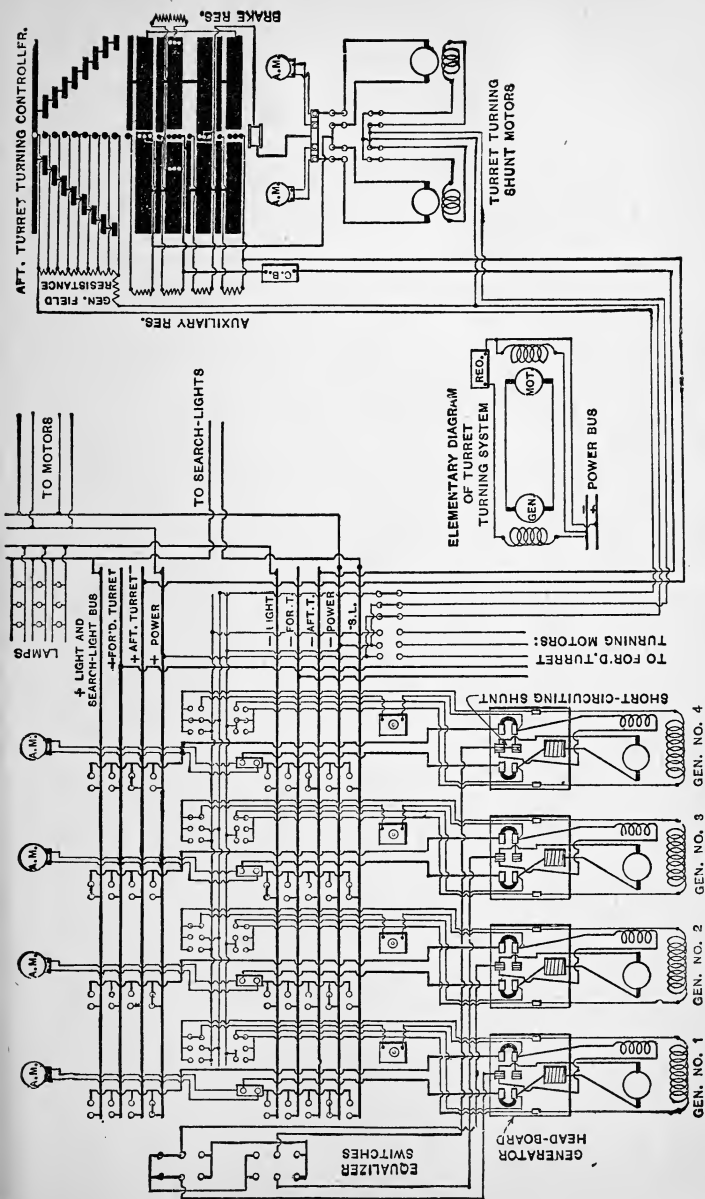 AFT. TURRET TURNING CONTROLLER.
BRAKE RES.
GEN. FIELD
RESISTANCE
AUXILIARY RES.
C.B.
A.M.
A.M.
TURRET TURNING
SHUNT MOTORS
TO MOTORS
TO SEARCH-LIGHTS
LAMPS
+ LIGHT AND
SEARCH-LIGHT BUS
+FOR'D. TURRET
+AFT. TURRET
+ POWER
- LIGHT
- FOR. T.
- AFT. T.
- POWER
-S.L.
ELEMENTARY DIAGRAM
OF TURRET
TURNING SYSTEM
REO.
MOT.
GEN.
-
+ POWER BUS
TO FOR'D. TURRET
TURNING MOTORS:
A.M.
A.M.
A.M.
A.M.
SHORT-CIRCUITING SHUNT
EQUALIZER
SWITCHES
GENERATOR
HEAD-BOARD
GEN. NO. 1
GEN. NO. 2
GEN. NO. 3
GEN. NO. 4